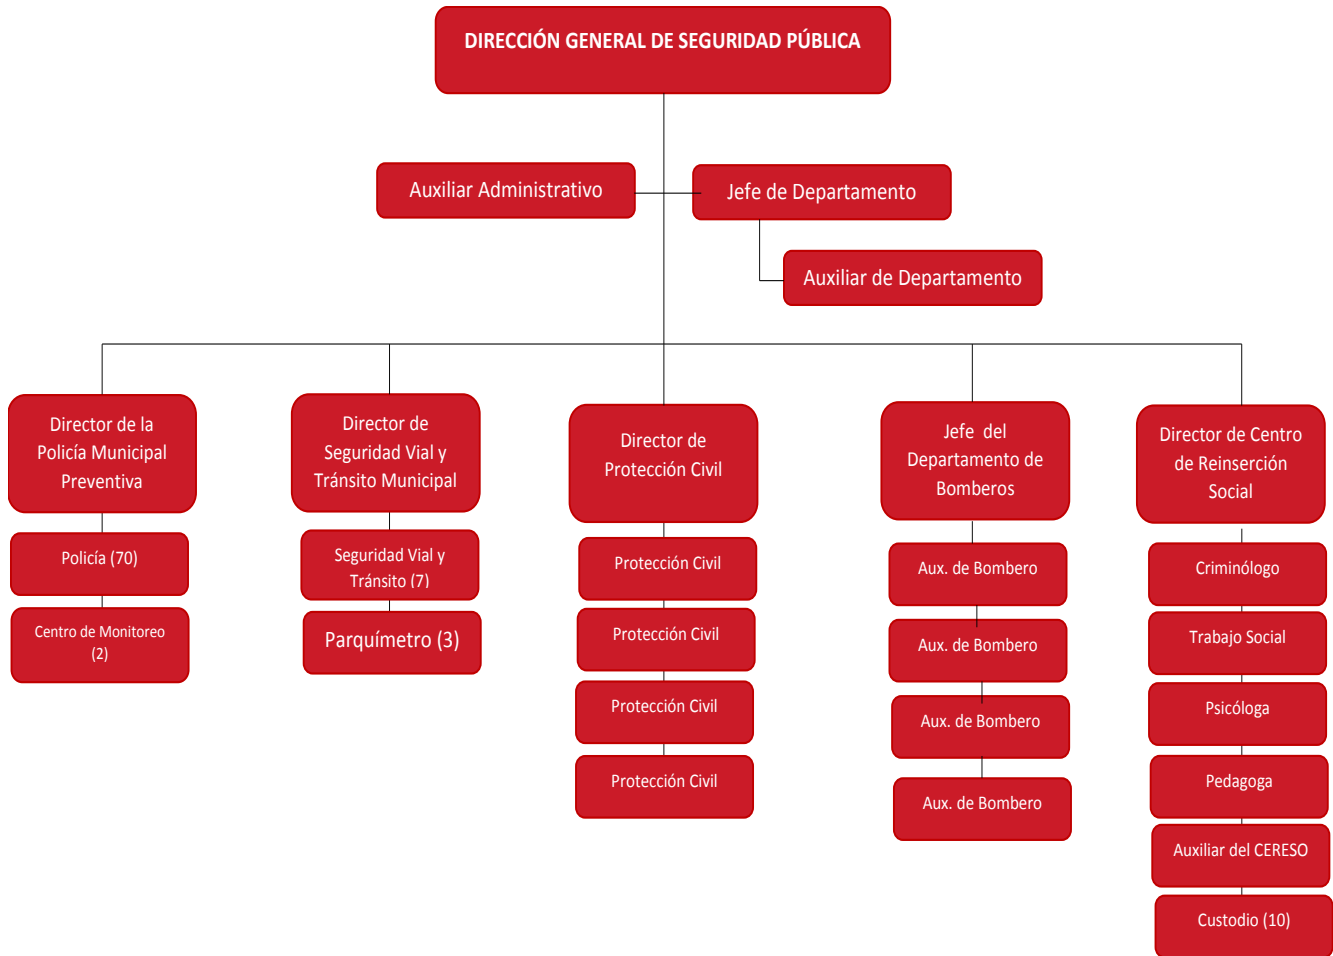 DIRECCIÓN GENERAL DE SEGURIDAD PÚBLICA
Auxiliar Administrativo
Jefe de Departamento
Auxiliar de Departamento
Director de la
Policía Municipal
Preventiva
Policía (70)
Centro de Monitoreo
(2)
Director de
Seguridad Vial y
Tránsito Municipal
Seguridad Vial y
Tránsito (7)
Parquímetro (3)
Director de
Protección Civil
Protección Civil
Protección Civil
Protección Civil
Protección Civil
Jefe del
Departamento de
Bomberos
Aux. de Bombero
Aux. de Bombero
Aux. de Bombero
Aux. de Bombero
Director de Centro
de Reinserción
Social
Criminólogo
Trabajo Social
Psicóloga
Pedagoga
Auxiliar del CERESO
Custodio (10)